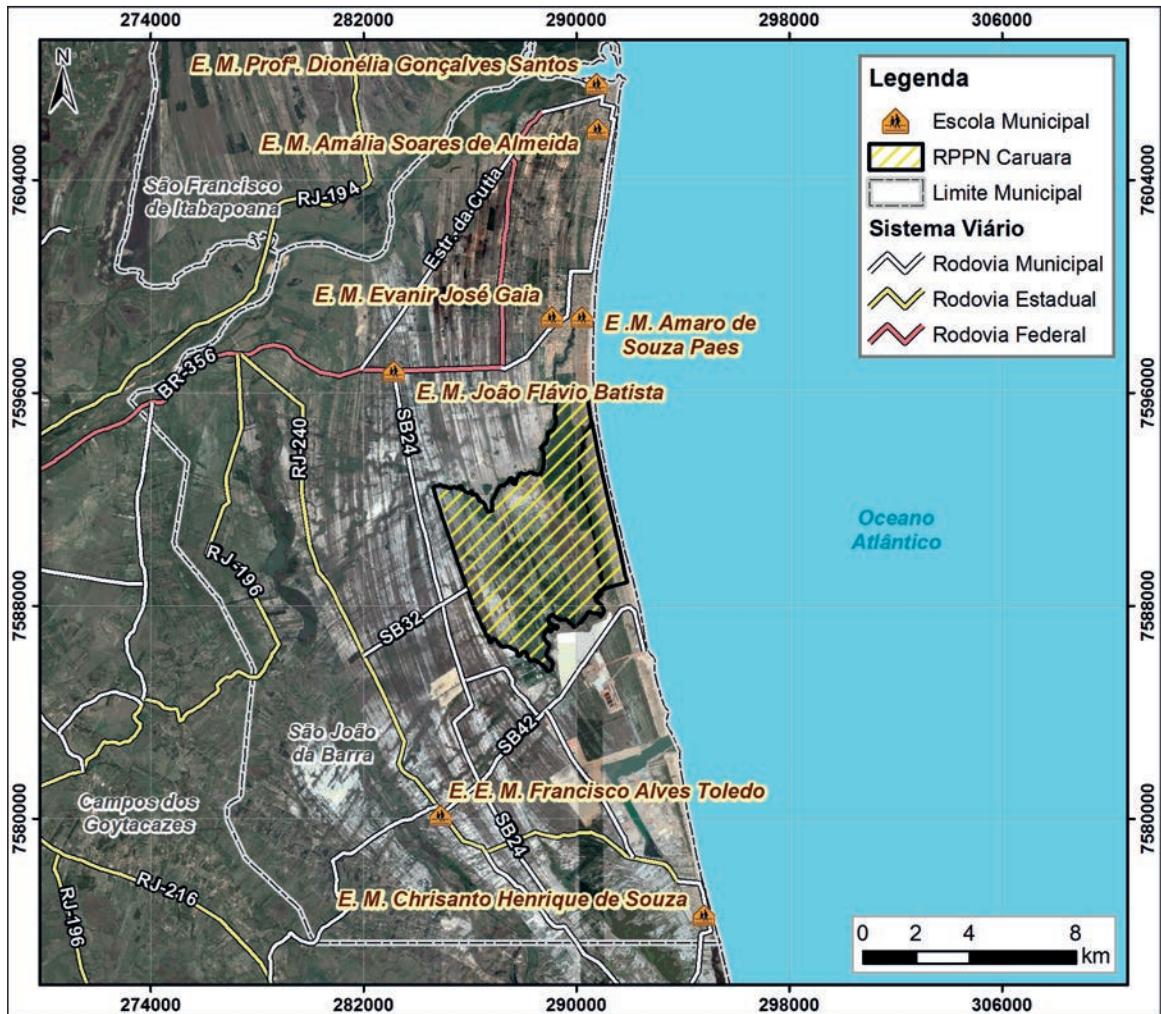 274000
282000
290000
298000
306000
N
E. M. Profª. Dionélia Gonçalves Santos
E. M. Amália Soares de Almeida
São Francisco
de Itabapoana
RJ-194
Estr. da Cutia
E. M. Evanir José Gaia
E .M. Amaro de
Souza Paes
BR-356
E. M. João Flávio Batista
SB24
RJ-240
RJ-196
SB32
Oceano
Atlântico
São João
da Barra
SB42
E. E. M. Francisco Alves Toledo
Campos dos
Goytacazes
SB24
RJ-216
RJ-196
E. M. Chrisanto Henrique de Souza
Legenda
Escola Municipal
RPPN Caruara
Limite Municipal
Sistema Viário
Rodovia Municipal
Rodovia Estadual
Rodovia Federal
0 2 4 8
km
7604000
7596000
7588000
7580000
7604000
7596000
7588000
7580000
274000
282000
290000
298000
306000